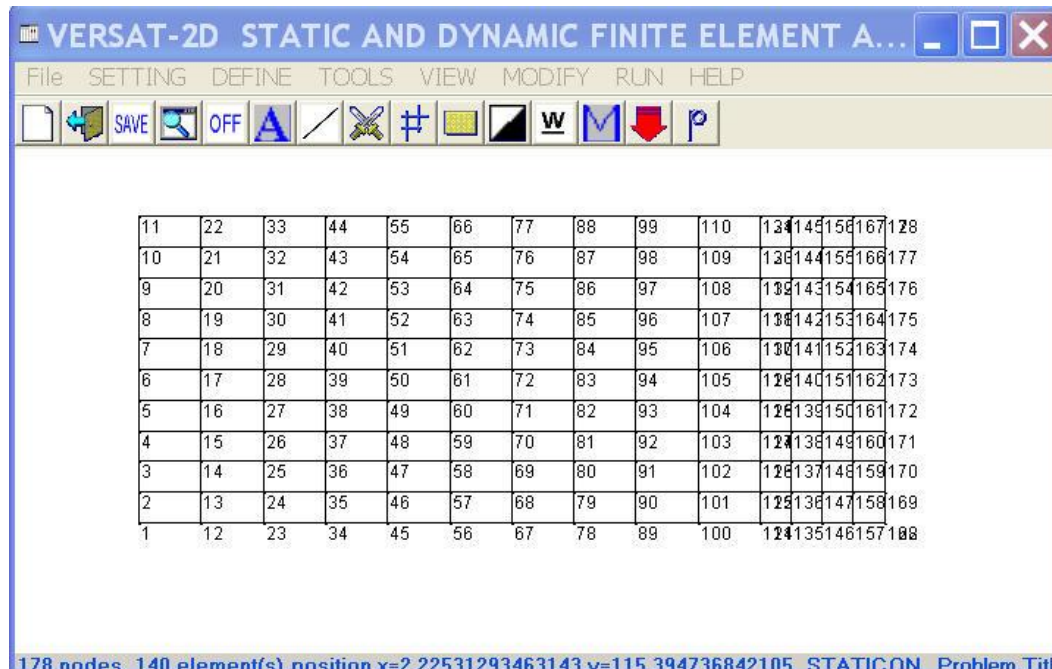 VERSAT-2D STATIC AND DYNAMIC FINITE ELEMENT A...
File SETTING DEFINE TOOLS VIEW MODIFY RUN HELP
SAVE OFF A W M P
11 22 33 44 55 66 77 88 99 110 145 156 167
10 21 32 43 54 65 76 87 98 109 144 155 166 177
9 20 31 42 53 64 75 86 97 108 143 154 165 176
8 19 30 41 52 63 74 85 96 107 142 153 164 175
7 18 29 40 51 62 73 84 95 106 141 152 163 174
6 17 28 39 50 61 72 83 94 105 140 151 162 173
5 16 27 38 49 60 71 82 93 104 139 150 161 172
4 15 26 37 48 59 70 81 92 103 138 149 160 171
3 14 25 36 47 58 69 80 91 102 137 148 159 170
2 13 24 35 46 57 68 79 90 101 136 147 158 169
1 12 23 34 45 56 67 78 89 100 135 146 157
178 nodes, 140 element(s) position x=2.22531293463143 y=115.394736842105 STATICON Problem Tit